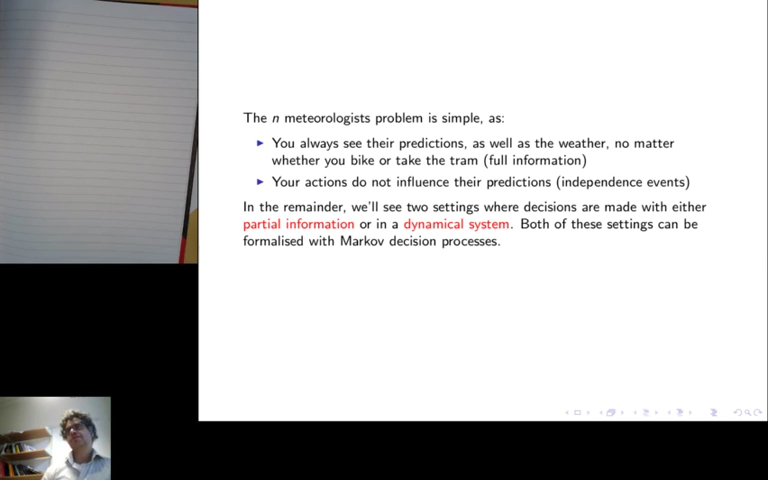 The n meteorologists problem is simple, as:
► You always see their predictions, as well as the weather, no matter
whether you bike or take the tram (full information)
► Your actions do not influence their predictions (independence events)
In the remainder, we'll see two settings where decisions are made with either
partial information or in a dynamical system. Both of these settings can be
formalised with Markov decision processes.